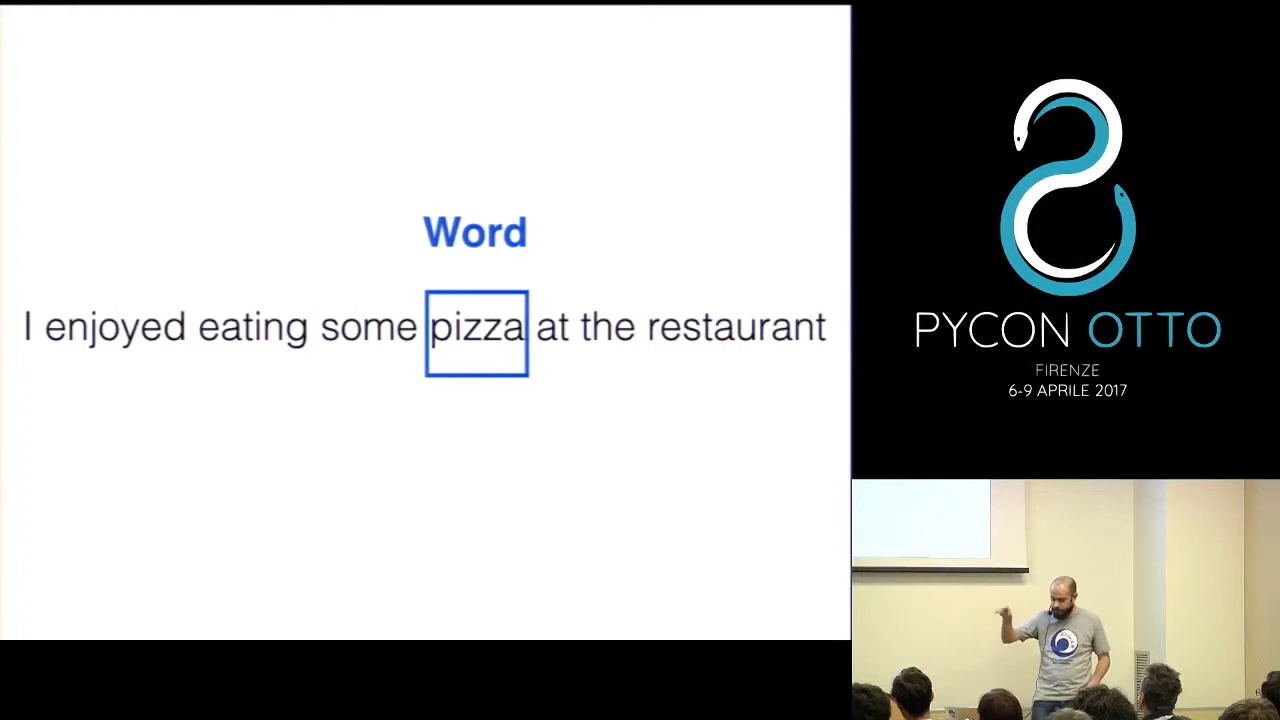 Word
I enjoyed eating some pizza at the restaurant
PYCON OTTO
FIRENZE
6-9 APRILE 2017